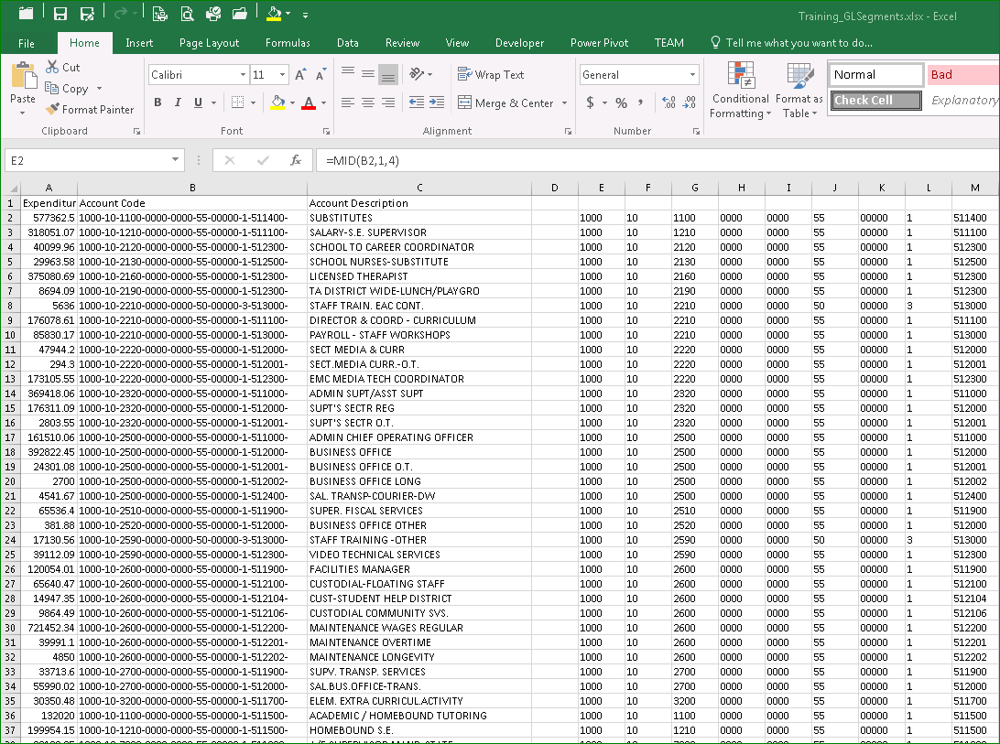 Training_GLSegments.xlsx - Excel
File Home Insert Page Layout Formulas Data Review View Developer Power Pivot TEAM Tell me what you want to do...
Paste Cut Copy Format Painter Calibri 11 A A B I U A Wrap Text Merge & Center General $ % , Conditional Formatting Format as Table Normal Bad Check Cell Explanatory
Clipboard Font Alignment Number
E2 fx =MID(B2,1,4)
A B C D E F G H I J K L M
1 Expenditur Account Code Account Description
2 577362.5 1000-10-1100-0000-0000-55-00000-1-511400- SUBSTITUTES 1000 10 1100 0000 0000 55 00000 1 511400
3 318051.07 1000-10-1210-0000-0000-55-00000-1-511100- SALARY-S.E. SUPERVISOR 1000 10 1210 0000 0000 55 00000 1 511100
4 40099.96 1000-10-2120-0000-0000-55-00000-1-512300- SCHOOL TO CAREER COORDINATOR 1000 10 2120 0000 0000 55 00000 1 512300
5 29963.58 1000-10-2130-0000-0000-55-00000-1-512500- SCHOOL NURSES-SUBSTITUTE 1000 10 2130 0000 0000 55 00000 1 512500
6 375080.69 1000-10-2160-0000-0000-55-00000-1-512300- LICENSED THERAPIST 1000 10 2160 0000 0000 55 00000 1 512300
7 8694.09 1000-10-2190-0000-0000-55-00000-1-512300- TA DISTRICT WIDE-LUNCH/PLAYGRO 1000 10 2190 0000 0000 55 00000 1 512300
8 5636 1000-10-2210-0000-0000-50-00000-3-513000- STAFF TRAIN. EAC CONT. 1000 10 2210 0000 0000 50 00000 3 513000
9 176078.61 1000-10-2210-0000-0000-55-00000-1-511100- DIRECTOR & COORD - CURRICULUM 1000 10 2210 0000 0000 55 00000 1 511100
10 85830.17 1000-10-2210-0000-0000-55-00000-1-513000- PAYROLL - STAFF WORKSHOPS 1000 10 2210 0000 0000 55 00000 1 513000
11 47944.2 1000-10-2220-0000-0000-55-00000-1-512000- SECT MEDIA & CURR 1000 10 2220 0000 0000 55 00000 1 512000
12 294.3 1000-10-2220-0000-0000-55-00000-1-512001- SECT.MEDIA CURR.-O.T. 1000 10 2220 0000 0000 55 00000 1 512001
13 173105.55 1000-10-2220-0000-0000-55-00000-1-512300- EMC MEDIA TECH COORDINATOR 1000 10 2220 0000 0000 55 00000 1 512300
14 369418.06 1000-10-2320-0000-0000-55-00000-1-511000- ADMIN SUPT/ASST SUPT 1000 10 2320 0000 0000 55 00000 1 511000
15 176311.09 1000-10-2320-0000-0000-55-00000-1-512000- SUPT'S SECTR REG 1000 10 2320 0000 0000 55 00000 1 512000
16 2803.55 1000-10-2320-0000-0000-55-00000-1-512001- SUPT'S SECTR O.T. 1000 10 2320 0000 0000 55 00000 1 512001
17 161510.06 1000-10-2500-0000-0000-55-00000-1-511000- ADMIN CHIEF OPERATING OFFICER 1000 10 2500 0000 0000 55 00000 1 511000
18 392822.45 1000-10-2500-0000-0000-55-00000-1-512000- BUSINESS OFFICE 1000 10 2500 0000 0000 55 00000 1 512000
19 24301.08 1000-10-2500-0000-0000-55-00000-1-512001- BUSINESS OFFICE O.T. 1000 10 2500 0000 0000 55 00000 1 512001
20 2700 1000-10-2500-0000-0000-55-00000-1-512002- BUSINESS OFFICE LONG 1000 10 2500 0000 0000 55 00000 1 512002
21 4541.67 1000-10-2500-0000-0000-55-00000-1-512400- SAL. TRANSP-COURIER-DW 1000 10 2500 0000 0000 55 00000 1 512400
22 65536.4 1000-10-2510-0000-0000-55-00000-1-511900- SUPER. FISCAL SERVICES 1000 10 2510 0000 0000 55 00000 1 511900
23 381.88 1000-10-2520-0000-0000-55-00000-1-512000- BUSINESS OFFICE OTHER 1000 10 2520 0000 0000 55 00000 1 512000
24 17130.56 1000-10-2590-0000-0000-50-00000-3-513000- STAFF TRAINING -OTHER 1000 10 2590 0000 0000 50 00000 3 513000
25 39112.09 1000-10-2590-0000-0000-55-00000-1-512300- VIDEO TECHNICAL SERVICES 1000 10 2590 0000 0000 55 00000 1 512300
26 120054.01 1000-10-2600-0000-0000-55-00000-1-511900- FACILITIES MANAGER 1000 10 2600 0000 0000 55 00000 1 511900
27 65640.47 1000-10-2600-0000-0000-55-00000-1-512100- CUSTODIAL-FLOATING STAFF 1000 10 2600 0000 0000 55 00000 1 512100
28 14947.35 1000-10-2600-0000-0000-55-00000-1-512104- CUST-STUDENT HELP DISTRICT 1000 10 2600 0000 0000 55 00000 1 512104
29 9864.49 1000-10-2600-0000-0000-55-00000-1-512106- CUSTODIAL COMMUNITY SVS. 1000 10 2600 0000 0000 55 00000 1 512106
30 721452.34 1000-10-2600-0000-0000-55-00000-1-512200- MAINTENANCE WAGES REGULAR 1000 10 2600 0000 0000 55 00000 1 512200
31 39991.1 1000-10-2600-0000-0000-55-00000-1-512201- MAINTENANCE OVERTIME 1000 10 2600 0000 0000 55 00000 1 512201
32 4850 1000-10-2600-0000-0000-55-00000-1-512202- MAINTENANCE LONGEVITY 1000 10 2600 0000 0000 55 00000 1 512202
33 33713.6 1000-10-2700-0000-0000-55-00000-1-511900- SUPV. TRANSP. SERVICES 1000 10 2700 0000 0000 55 00000 1 511900
34 55990.02 1000-10-2700-0000-0000-55-00000-1-512000- SAL.BUS.OFFICE-TRANS. 1000 10 2700 0000 0000 55 00000 1 512000
35 30350.48 1000-10-3200-0000-0000-55-00000-1-511700- ELEM. EXTRA CURRICUL.ACTIVITY 1000 10 3200 0000 0000 55 00000 1 511700
36 132020 1000-10-1100-0000-0000-55-00000-1-511500- ACADEMIC / HOMEBOUND TUTORING 1000 10 1100 0000 0000 55 00000 1 511500
37 199954.15 1000-10-1210-0000-0000-55-00000-1-511500- HOMEBOUND S.E. 1000 10 1210 0000 0000 55 00000 1 511500